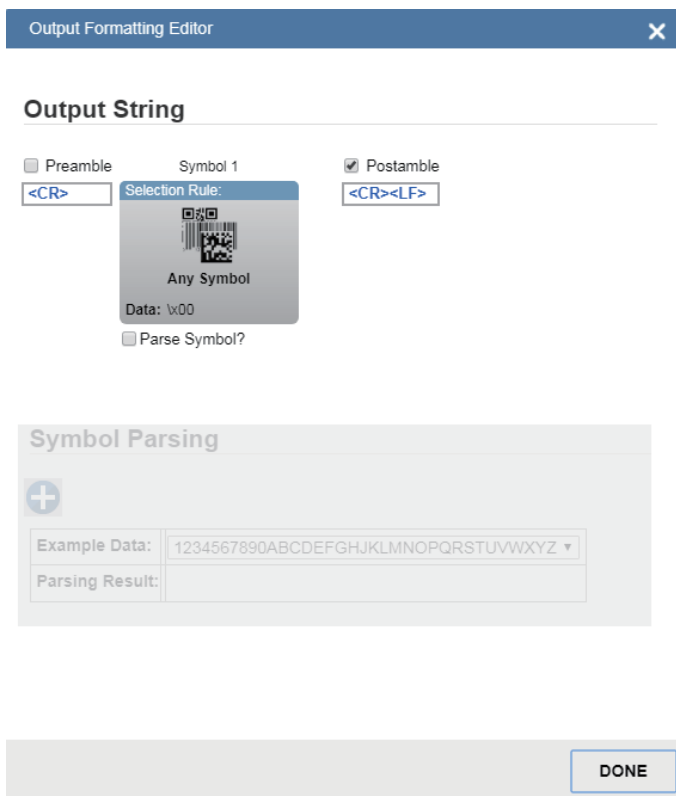 Output Formatting Editor
Output String
Preamble Symbol 1 Postamble
<CR> Selection Rule: <CR><LF>
Any Symbol
Data: \x00
Parse Symbol?
Symbol Parsing
Example Data: 1234567890ABCDEFGHJKLMNOPQRSTUVWXYZ
Parsing Result:
DONE